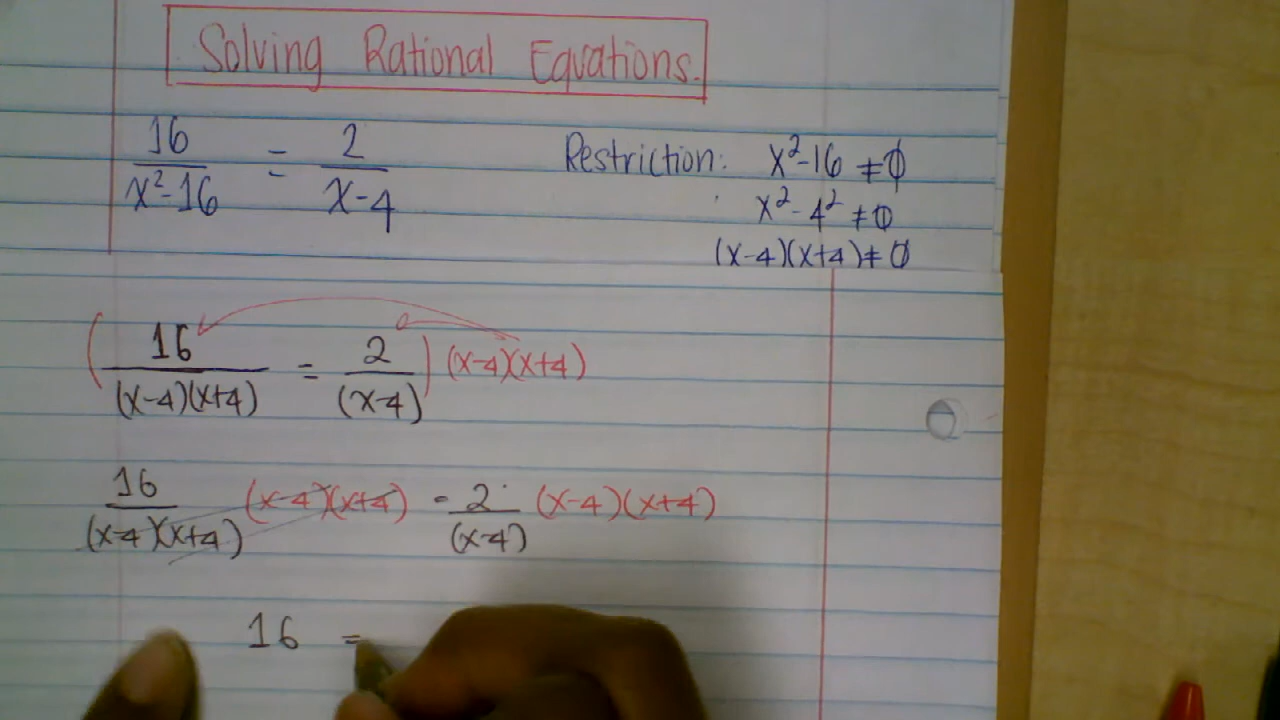 Solving Rational Equations.
16/(x²-16) = 2/(x-4)
Restriction: x²-16 ≠ 0
x²-4² ≠ 0
(x-4)(x+4) ≠ 0
(16/((x-4)(x+4)) = 2/(x-4)) (x-4)(x+4)
16/((x-4)(x+4)) (x-4)(x+4) = 2/(x-4) (x-4)(x+4)
16 =